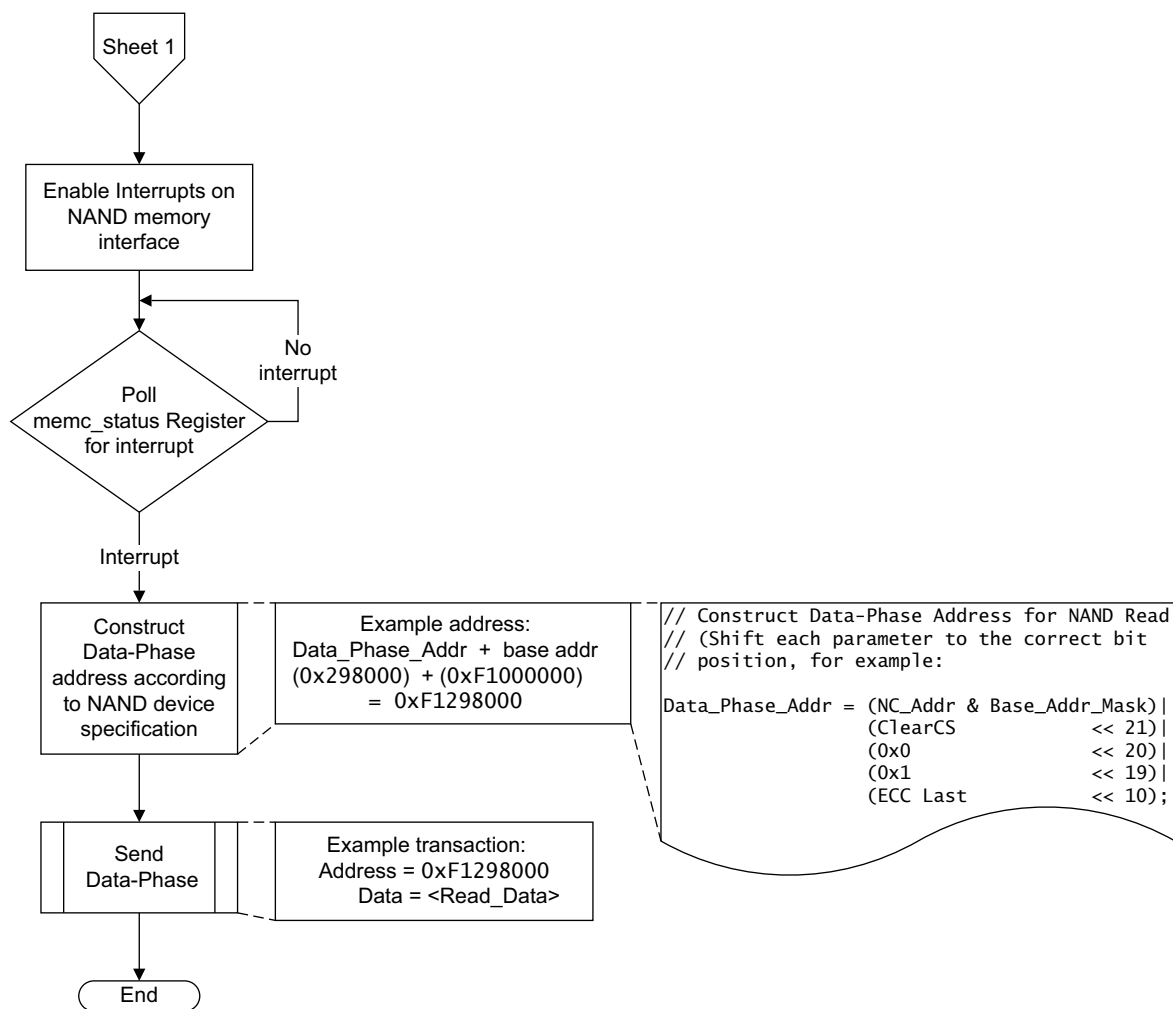 Sheet 1
Enable Interrupts on
NAND memory
interface
No
interrupt
Poll
memc_status Register
for interrupt
Interrupt
Construct
Data-Phase
address according
to NAND device
specification
Example address:
Data_Phase_Addr + base addr
(0x298000) + (0xF1000000)
= 0xF1298000
// Construct Data-Phase Address for NAND Read
// (Shift each parameter to the correct bit
// position, for example:
Data_Phase_Addr = (NC_Addr & Base_Addr_Mask)|
(ClearCS << 21)|
(0x0 << 20)|
(0x1 << 19)|
(ECC Last << 10);
Send
Data-Phase
Example transaction:
Address = 0xF1298000
Data = <Read_Data>
End